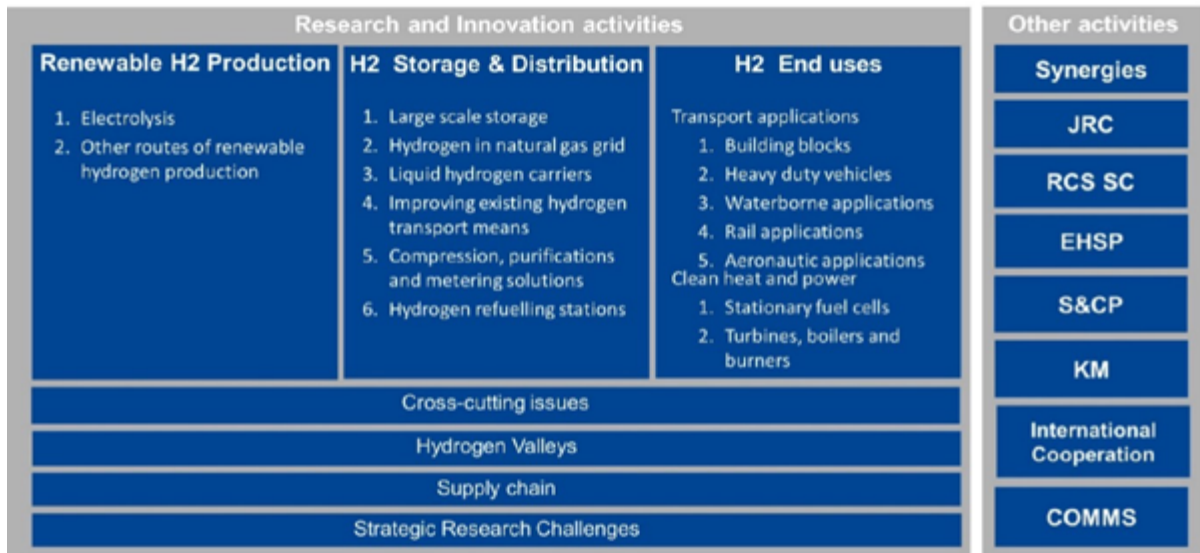 Research and Innovation activities
Renewable H2 Production
1. Electrolysis
2. Other routes of renewable
hydrogen production
H2 Storage & Distribution
1. Large scale storage
2. Hydrogen in natural gas grid
3. Liquid hydrogen carriers
4. Improving existing hydrogen
transport means
5. Compression, purifications
and metering solutions
6. Hydrogen refuelling stations
H2 End uses
Transport applications
1. Building blocks
2. Heavy duty vehicles
3. Waterborne applications
4. Rail applications
5. Aeronautic applications
Clean heat and power
1. Stationary fuel cells
2. Turbines, boilers and
burners
Cross-cutting issues
Hydrogen Valleys
Supply chain
Strategic Research Challenges
Other activities
Synergies
JRC
RCS SC
EHSP
S&CP
KM
International
Cooperation
COMMS